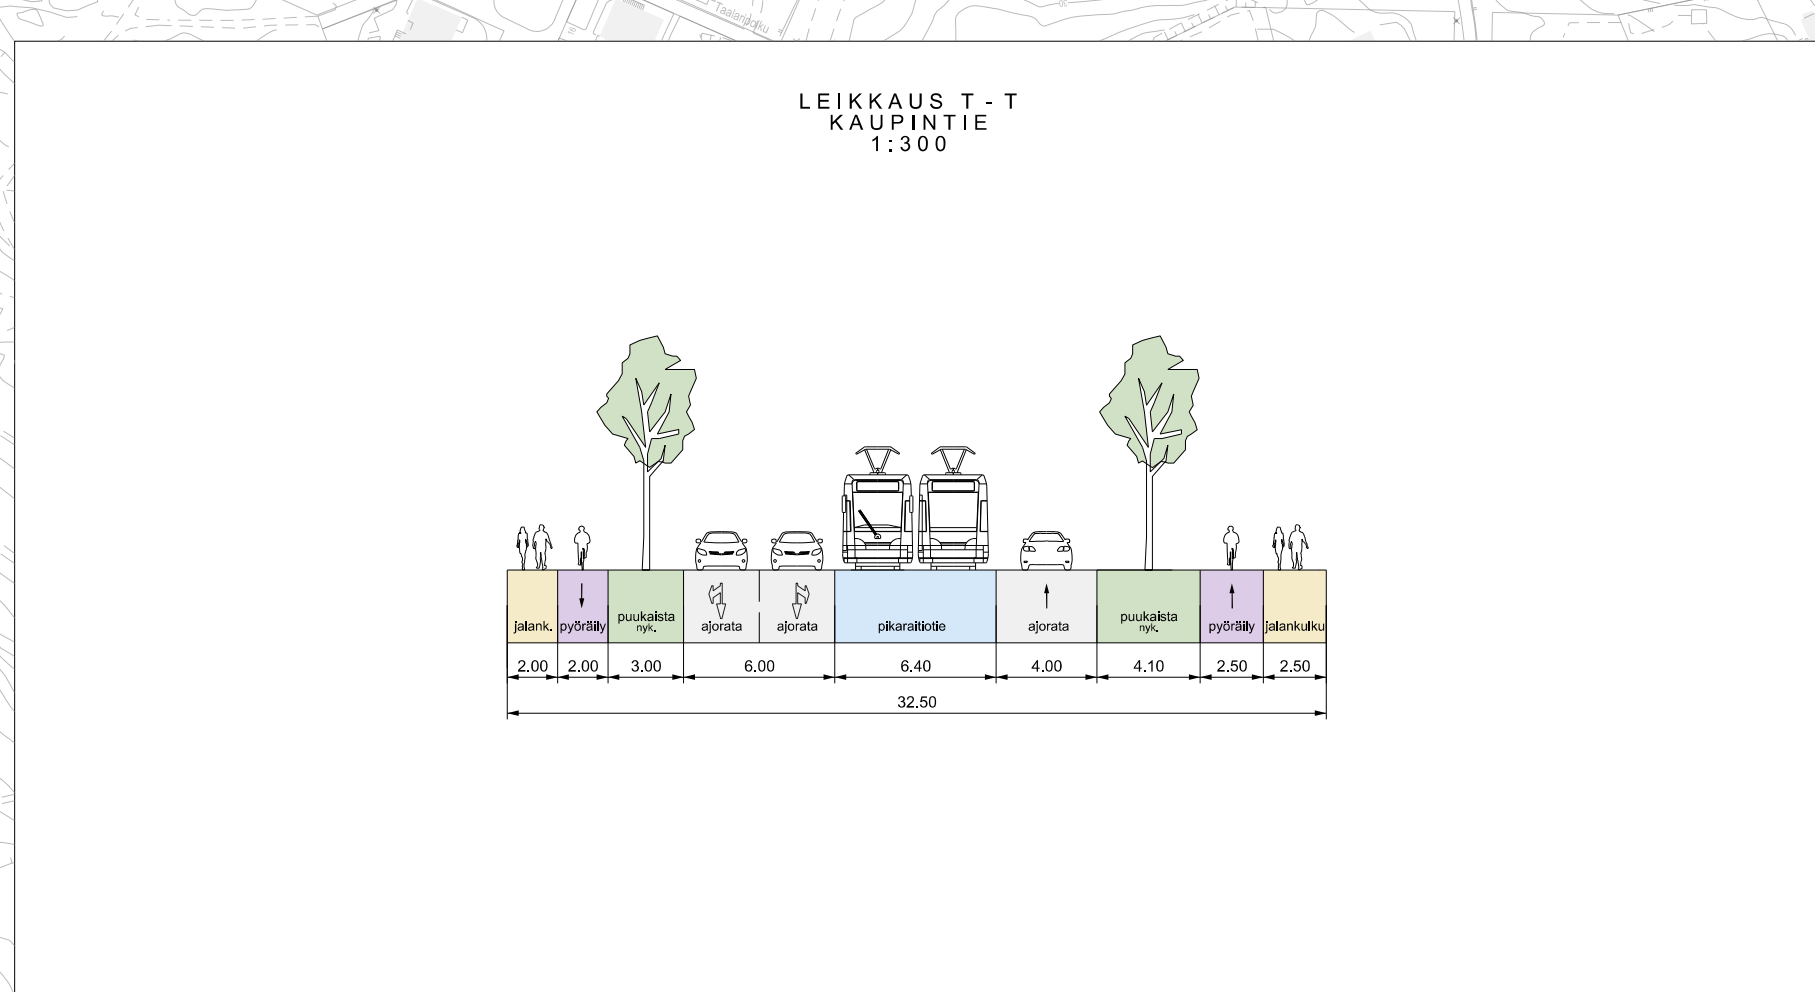 Taalanpolku
LEIKKAUS T - T
KAUPINTIE
1:300
jalank. pyöräily puukaista ajorata ajorata pikaraitiotie ajorata puukaista pyöräily jalankulku
nyk. nyk.
2.00 2.00 3.00 6.00 6.40 4.00 4.10 2.50 2.50
32.50